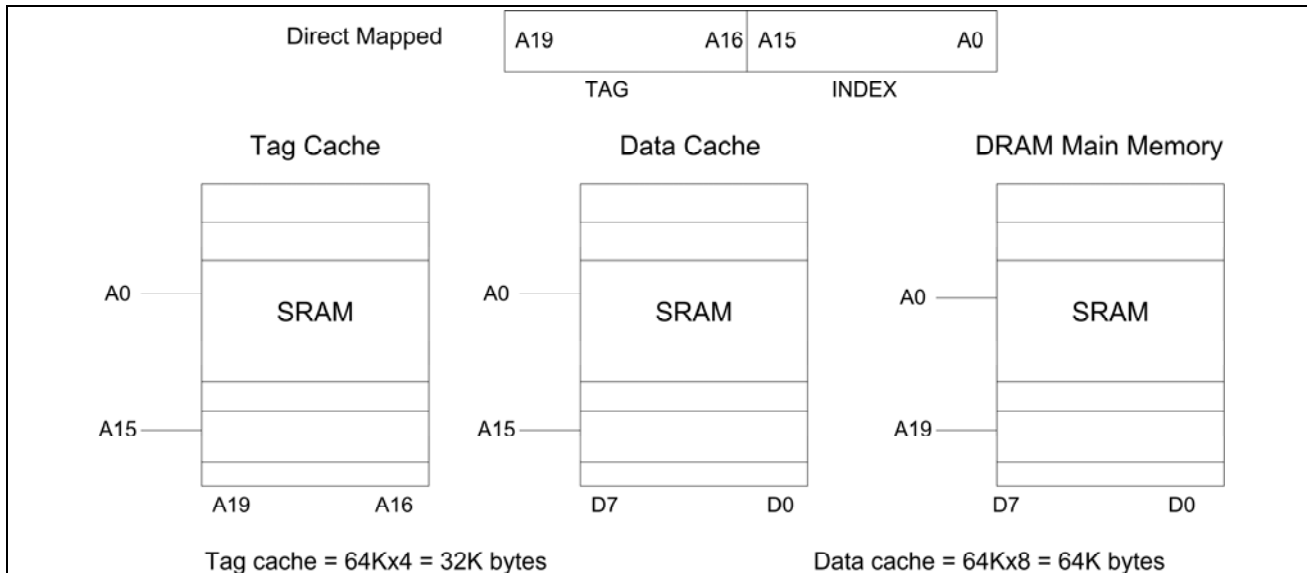 Direct Mapped A19 A16 A15 A0
TAG INDEX
Tag Cache Data Cache DRAM Main Memory
A0 SRAM A0 SRAM A0 SRAM
A15 A15 A19
A19 A16 D7 D0 D7 D0
Tag cache = 64Kx4 = 32K bytes Data cache = 64Kx8 = 64K bytes